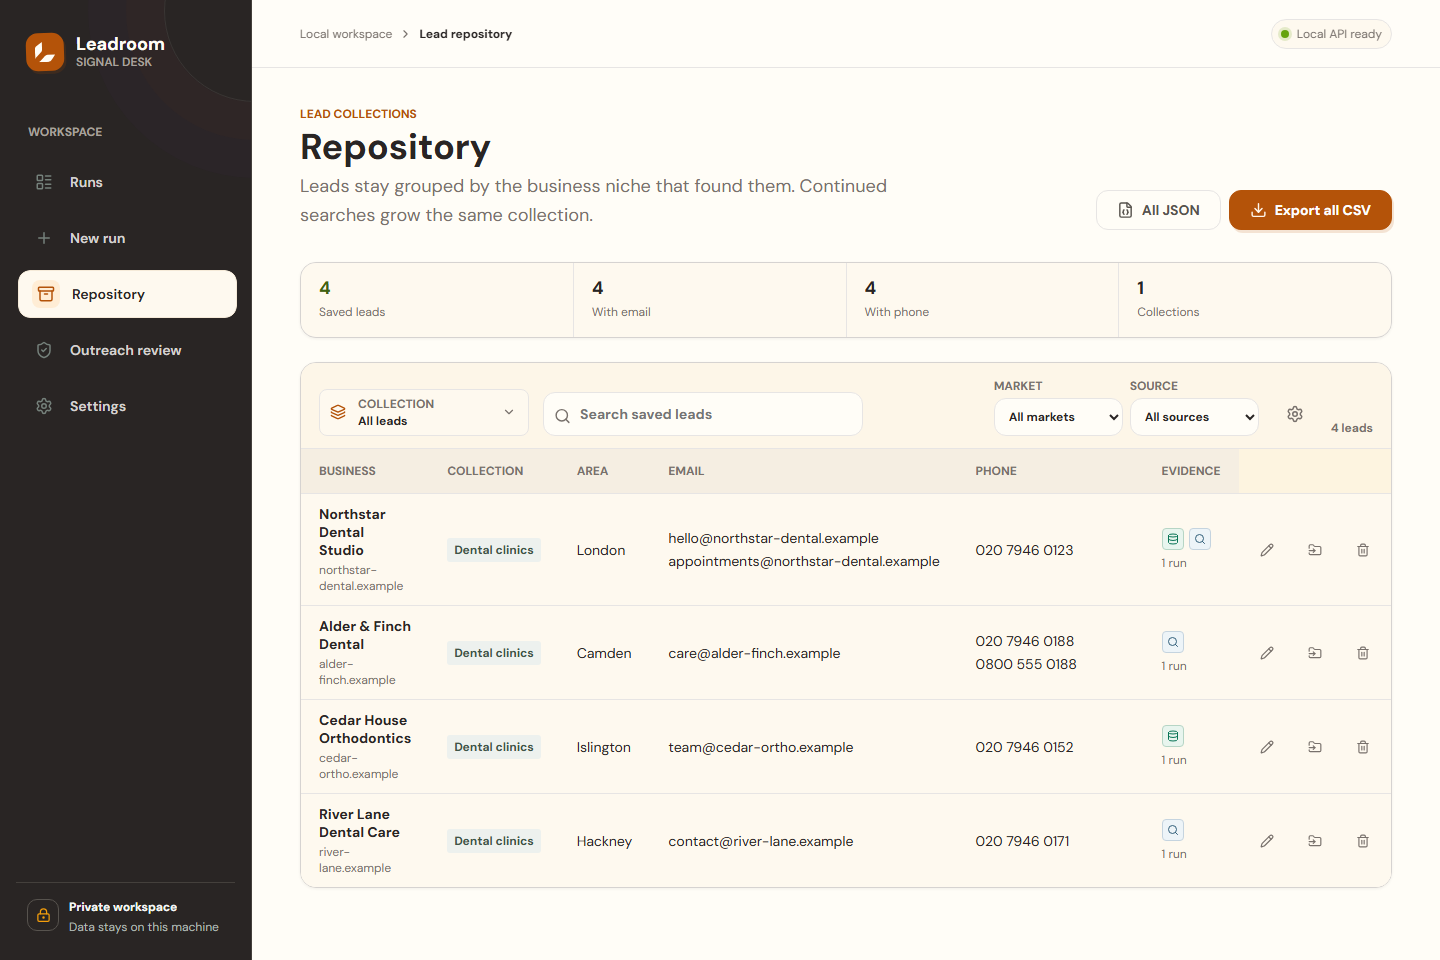 Leadroom
SIGNAL DESK
WORKSPACE
Runs
New run
Repository
Outreach review
Settings
Private workspace
Data stays on this machine
Local workspace > Lead repository
Local API ready
LEAD COLLECTIONS
Repository
Leads stay grouped by the business niche that found them. Continued
searches grow the same collection.
All JSON
Export all CSV
4
Saved leads
4
With email
4
With phone
1
Collections
COLLECTION
All leads
Search saved leads
MARKET
All markets
SOURCE
All sources
4 leads
BUSINESS COLLECTION AREA EMAIL PHONE EVIDENCE
Northstar
Dental
Studio
northstar-
dental.example
Dental clinics
London
hello@northstar-dental.example
appointments@northstar-dental.example
020 7946 0123
1 run
Alder & Finch
Dental
alder-
finch.example
Dental clinics
Camden
care@alder-finch.example
020 7946 0188
0800 555 0188
1 run
Cedar House
Orthodontics
cedar-
ortho.example
Dental clinics
Islington
team@cedar-ortho.example
020 7946 0152
1 run
River Lane
Dental Care
river-
lane.example
Dental clinics
Hackney
contact@river-lane.example
020 7946 0171
1 run